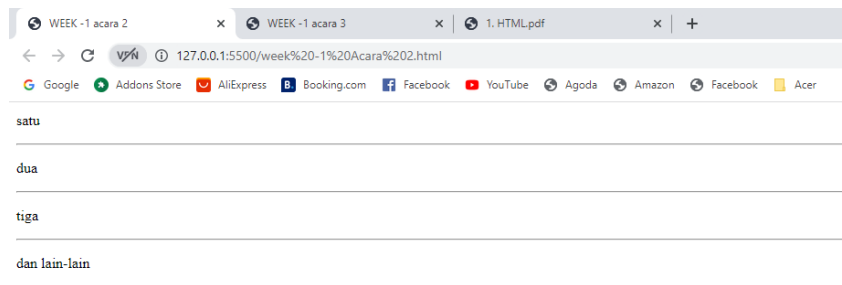 WEEK -1 acara 2 WEEK -1 acara 3 1. HTML.pdf
VPN 127.0.0.1:5500/week%20-1%20Acara%202.html
Google Addons Store AliExpress B. Booking.com Facebook YouTube Agoda Amazon Facebook Acer
satu
dua
tiga
dan lain-lain